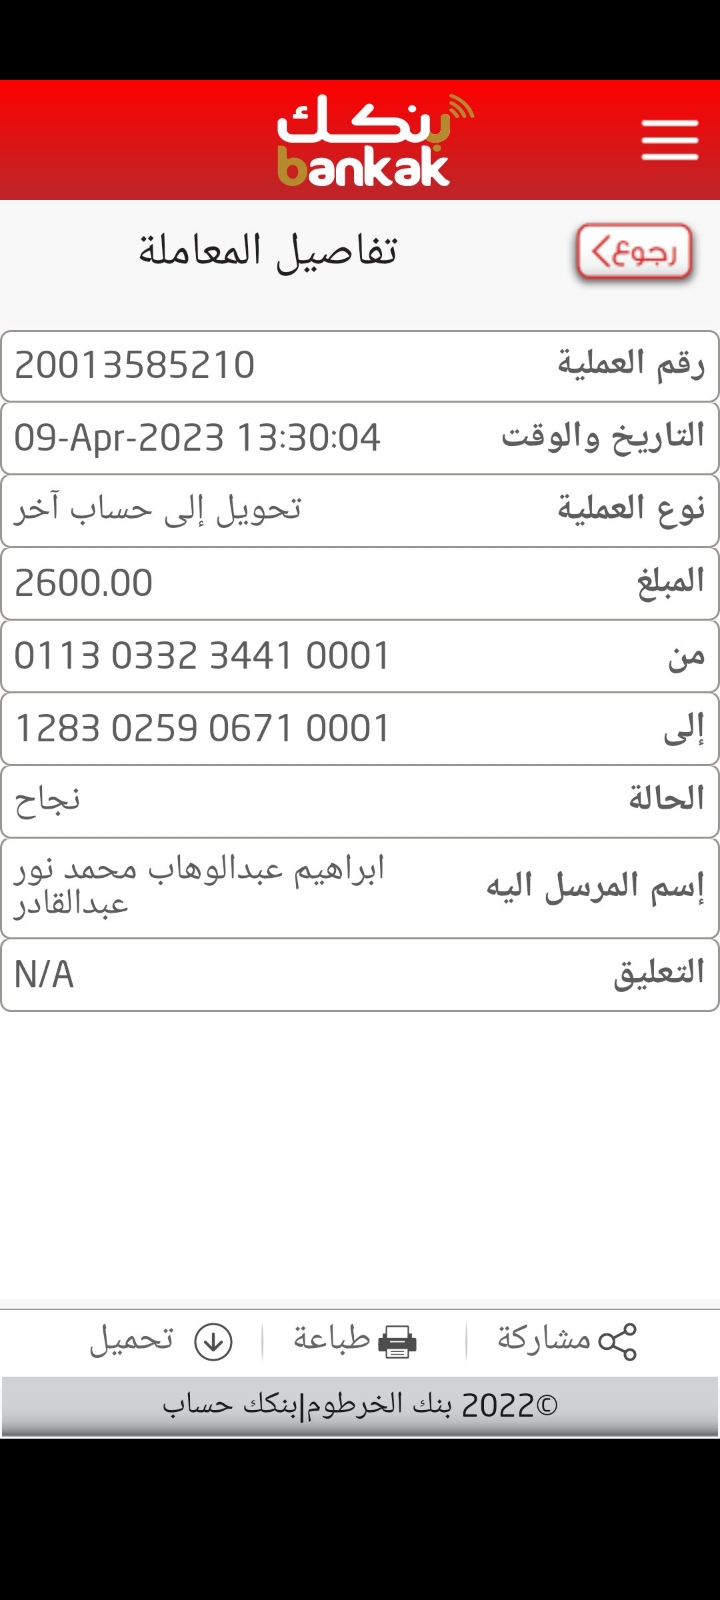 بنكك
bankak
رجوع
تفاصيل المعاملة
رقم العملية 20013585210
التاريخ والوقت 09-Apr-2023 13:30:04
نوع العملية تحويل إلى حساب آخر
المبلغ 2600.00
من 0113 0332 3441 0001
إلى 1283 0259 0671 0001
الحالة نجاح
إسم المرسل اليه ابراهيم عبدالوهاب محمد نور
عبدالقادر
التعليق N/A
مشاركة طباعة تحميل
©2022 بنك الخرطوم|بنكك حساب